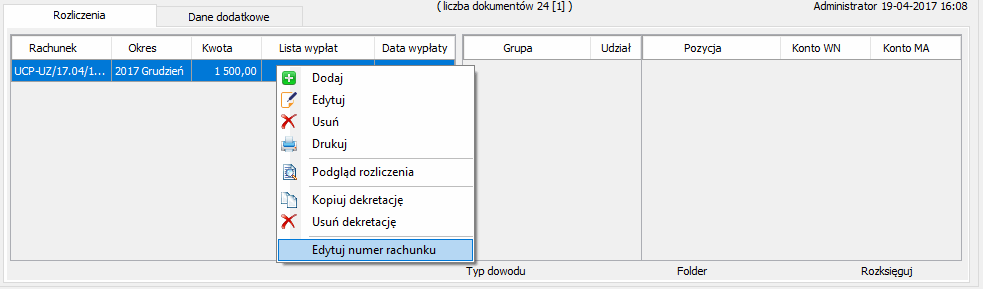 ( liczba dokumentów 24 [1] ) Administrator 19-04-2017 16:08
Rozliczenia Dane dodatkowe
Rachunek Okres Kwota Lista wypłat Data wypłaty Grupa Udział Pozycja Konto WN Konto MA
UCP-UZ/17.04/1... 2017 Grudzień 1 500,00
Dodaj
Edytuj
Usuń
Drukuj
Podgląd rozliczenia
Kopiuj dekretację
Usuń dekretację
Edytuj numer rachunku
Typ dowodu Folder Rozksięguj